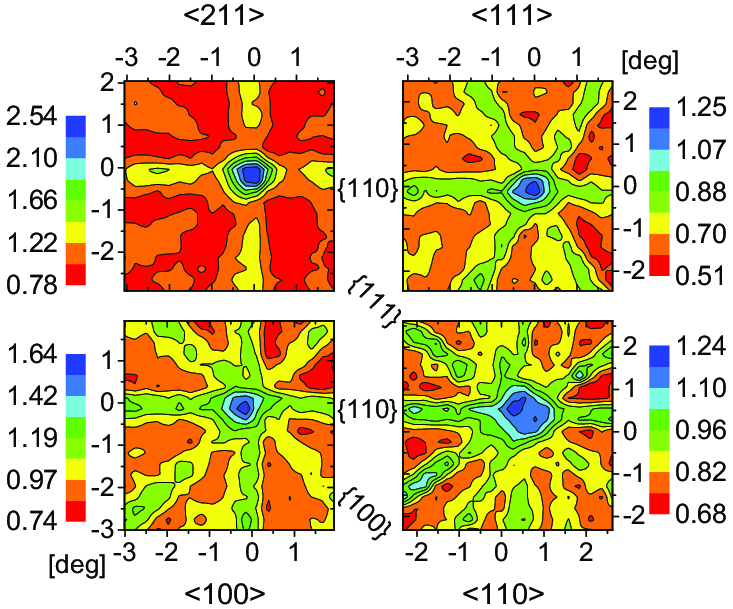 <211> <111>
-3 -2 -1 0 1 -3 -2 -1 0 1 [deg]
2.54 2.10 1.66 1.22 0.78
2 1 0 -1 -2
{110}
2 1 0 -1 -2
1.25 1.07 0.88 0.70 0.51
{111}
1.64 1.42 1.19 0.97 0.74
1 0 -1 -2 -3
{110}
2 1 0 -1 -2
1.24 1.10 0.96 0.82 0.68
{100}
[deg] -3 -2 -1 0 1 -2 -1 0 1 2
<100> <110>